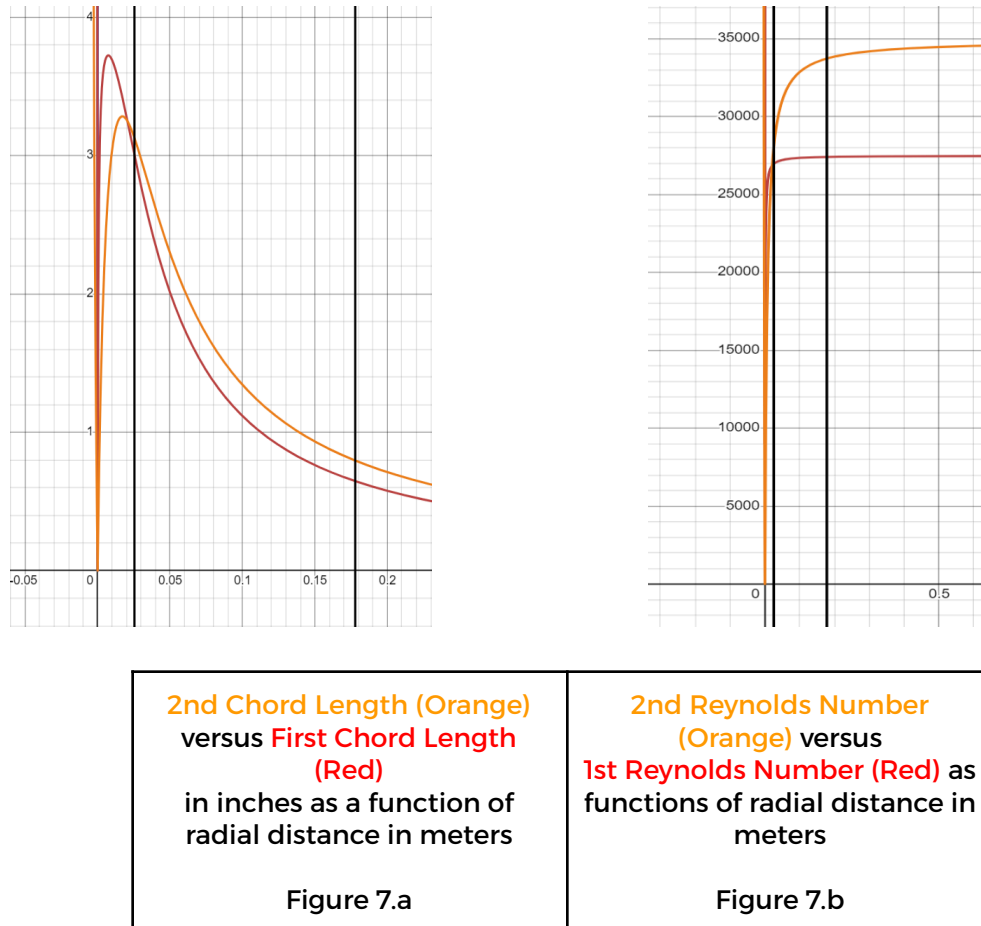 4
3
2
1
-0.05
0
0.05
0.1
0.15
0.2
35000
30000
25000
20000
15000
10000
5000
0
0.5
2nd Chord Length (Orange)
versus First Chord Length
(Red)
in inches as a function of
radial distance in meters
Figure 7.a
2nd Reynolds Number
(Orange) versus
1st Reynolds Number (Red) as
functions of radial distance in
meters
Figure 7.b